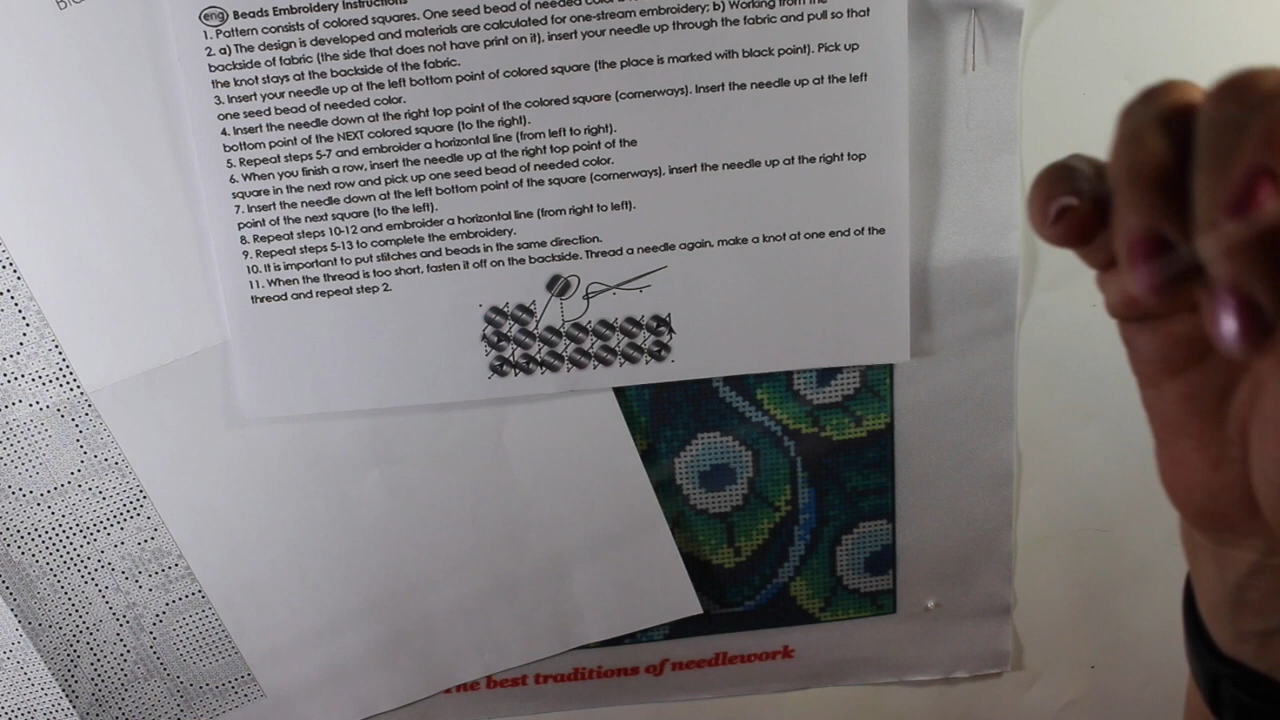 eng Beads Embroidery Instructions
1. Pattern consists of colored squares. One seed bead of needed
2. a) The design is developed and materials are calculated for one-stream embroidery; b) Working from the
backside of fabric (the side that does not have print on it), insert your needle up through the fabric and pull so that
the knot stays at the backside of the fabric.
3. Insert your needle up at the left bottom point of colored square (the place is marked with black point). Pick up
one seed bead of needed color.
4. Insert the needle down at the right top point of the colored square (cornerways). Insert the needle up at the left
bottom point of the NEXT colored square (to the right).
5. Repeat steps 5-7 and embroider a horizontal line (from left to right).
6. When you finish a row, insert the needle up at the right top point of the
square in the next row and pick up one seed bead of needed color.
7. Insert the needle down at the left bottom point of the square (cornerways), insert the needle up at the right top
point of the next square (to the left).
8. Repeat steps 10-12 and embroider a horizontal line (from right to left).
9. Repeat steps 5-13 to complete the embroidery.
10. It is important to put stitches and beads in the same direction.
11. When the thread is too short, fasten it off on the backside. Thread a needle again, make a knot at one end of the
thread and repeat step 2.
The best traditions of needlework